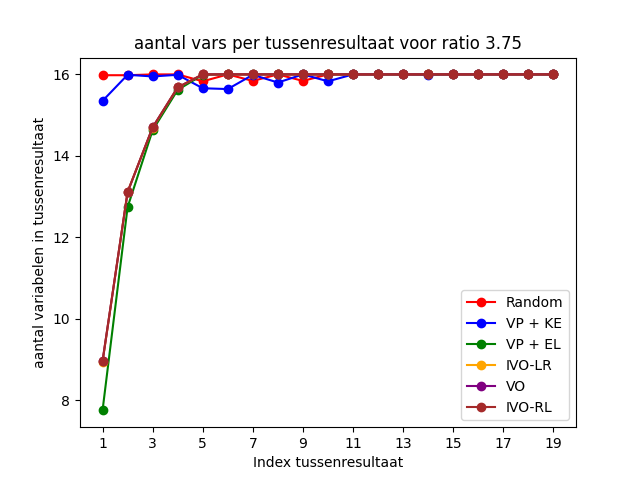 aantal vars per tussenresultaat voor ratio 3.75
aantal variabelen in tussenresultaat
16
14
12
10
8
1 3 5 7 9 11 13 15 17 19
Index tussenresultaat
Random
VP + KE
VP + EL
IVO-LR
VO
IVO-RL